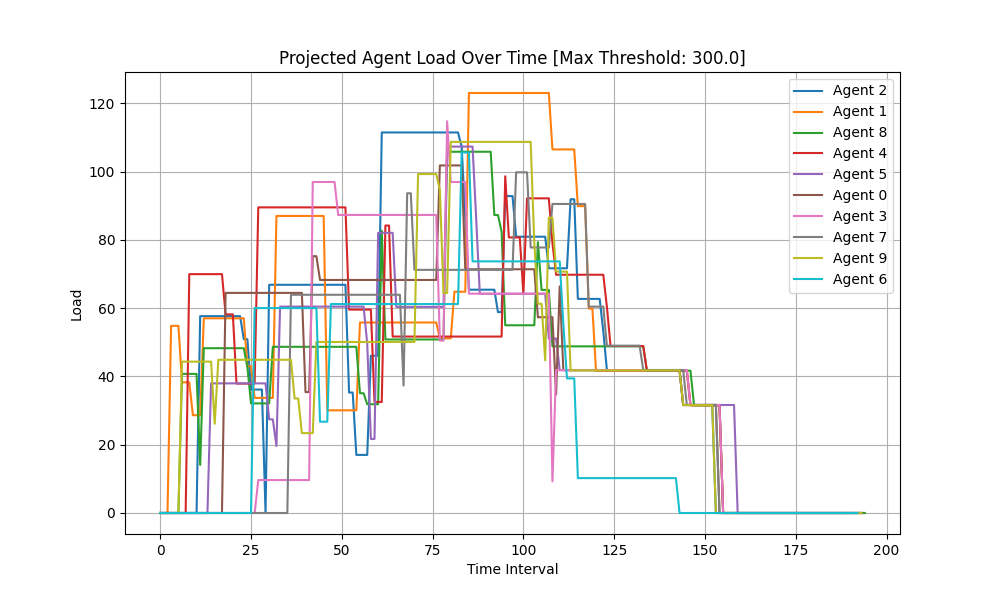 Projected Agent Load Over Time [Max Threshold: 300.0]
Load
120
100
80
60
40
20
0
0 25 50 75 100 125 150 175 200
Time Interval
Agent 2
Agent 1
Agent 8
Agent 4
Agent 5
Agent 0
Agent 3
Agent 7
Agent 9
Agent 6